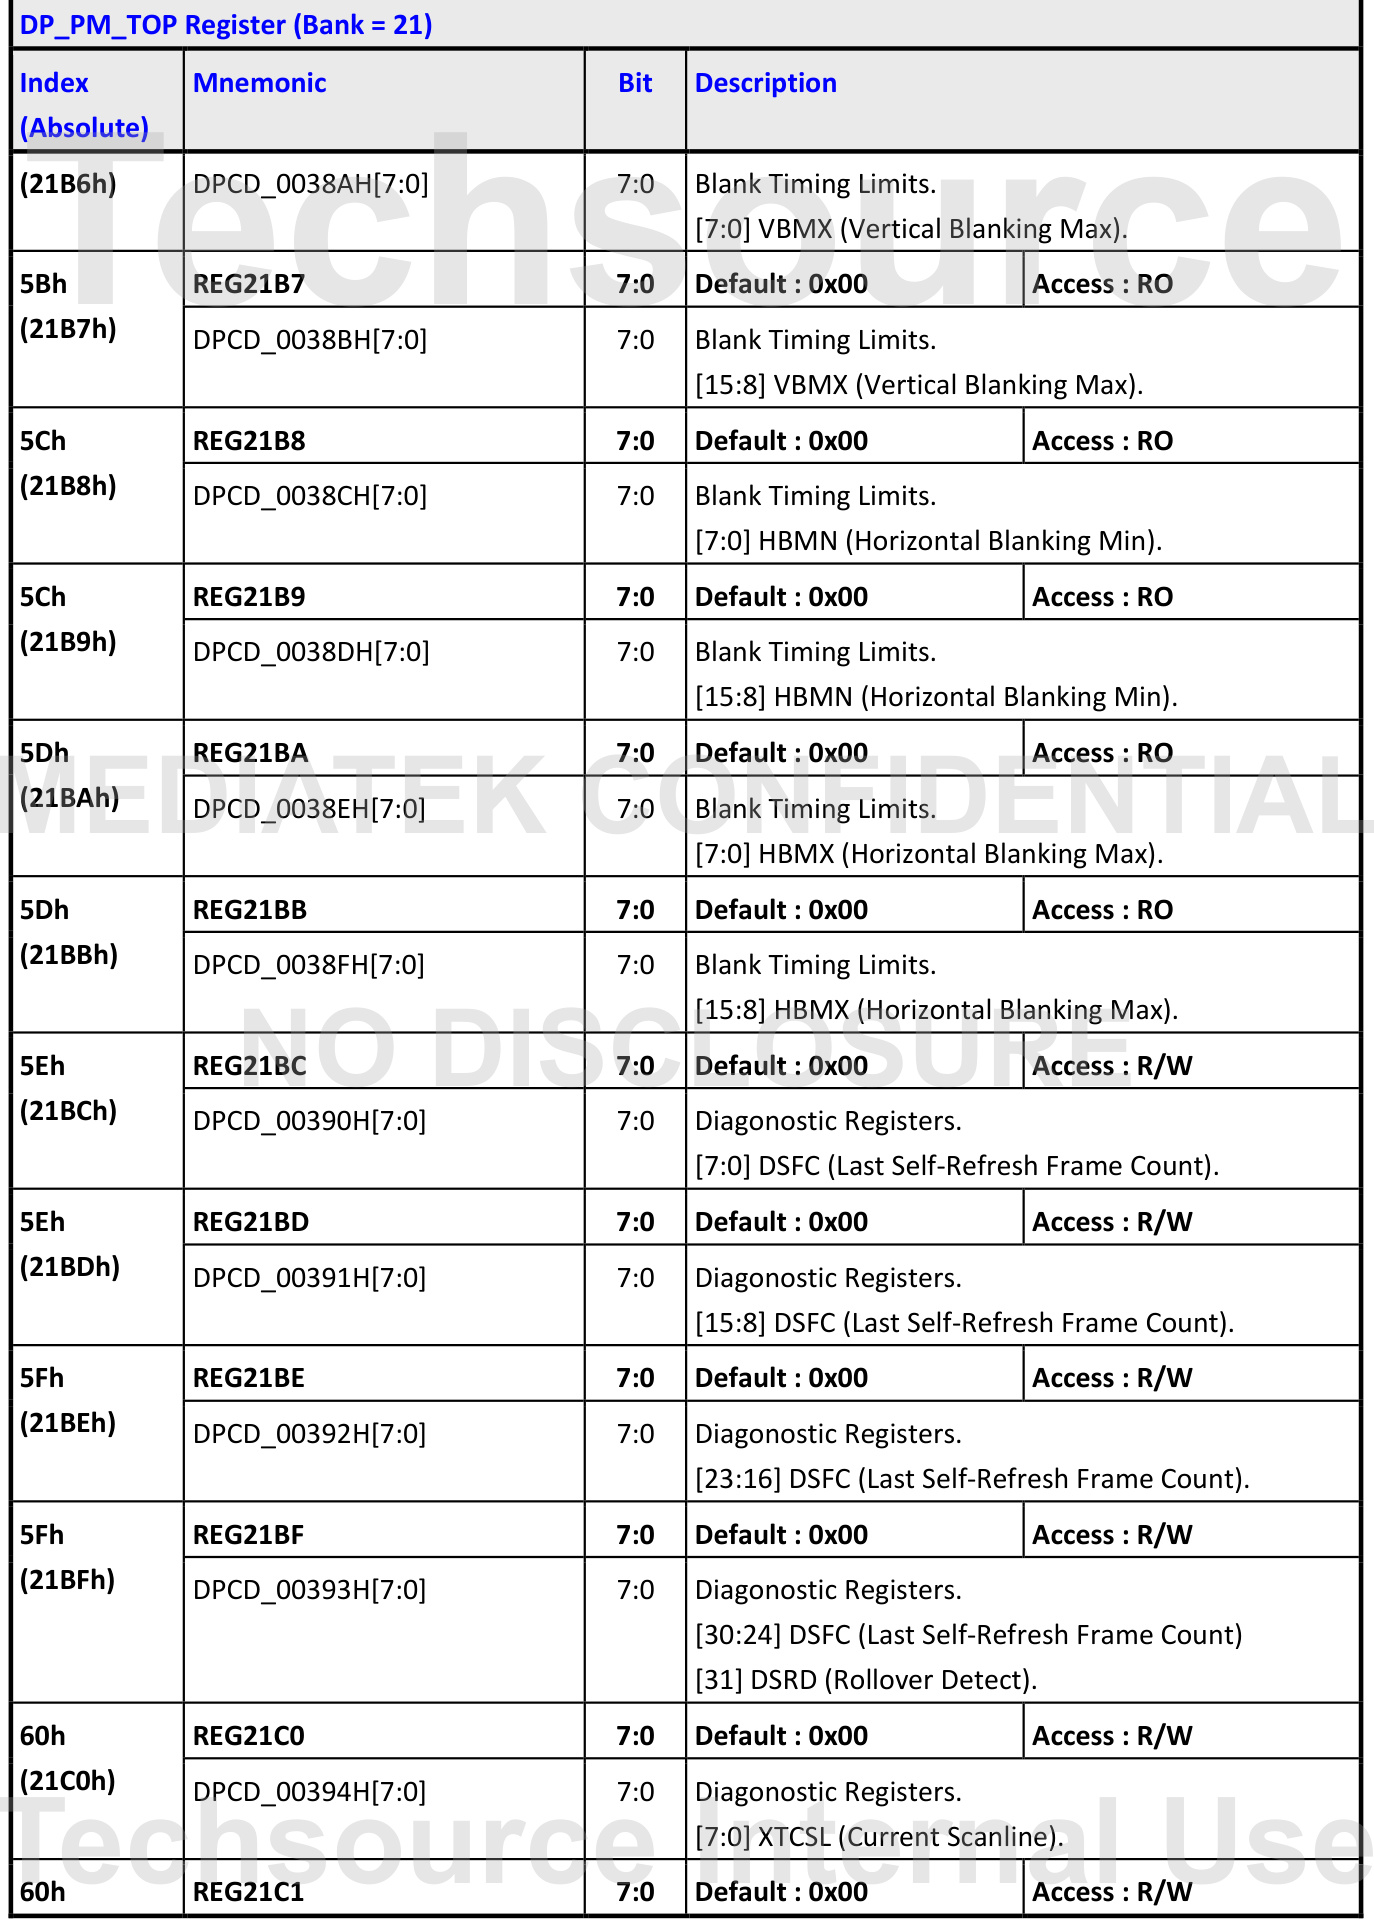 DP_PM_TOP Register (Bank = 21)
Index (Absolute) Mnemonic Bit Description
(21B6h) DPCD_0038AH[7:0] 7:0 Blank Timing Limits.
[7:0] VBMX (Vertical Blanking Max).
5Bh REG21B7 7:0 Default : 0x00 Access : RO
(21B7h) DPCD_0038BH[7:0] 7:0 Blank Timing Limits.
[15:8] VBMX (Vertical Blanking Max).
5Ch REG21B8 7:0 Default : 0x00 Access : RO
(21B8h) DPCD_0038CH[7:0] 7:0 Blank Timing Limits.
[7:0] HBMN (Horizontal Blanking Min).
5Ch REG21B9 7:0 Default : 0x00 Access : RO
(21B9h) DPCD_0038DH[7:0] 7:0 Blank Timing Limits.
[15:8] HBMN (Horizontal Blanking Min).
5Dh REG21BA 7:0 Default : 0x00 Access : RO
(21BAh) DPCD_0038EH[7:0] 7:0 Blank Timing Limits.
[7:0] HBMX (Horizontal Blanking Max).
5Dh REG21BB 7:0 Default : 0x00 Access : RO
(21BBh) DPCD_0038FH[7:0] 7:0 Blank Timing Limits.
[15:8] HBMX (Horizontal Blanking Max).
5Eh REG21BC 7:0 Default : 0x00 Access : R/W
(21BCh) DPCD_00390H[7:0] 7:0 Diagonostic Registers.
[7:0] DSFC (Last Self-Refresh Frame Count).
5Eh REG21BD 7:0 Default : 0x00 Access : R/W
(21BDh) DPCD_00391H[7:0] 7:0 Diagonostic Registers.
[15:8] DSFC (Last Self-Refresh Frame Count).
5Fh REG21BE 7:0 Default : 0x00 Access : R/W
(21BEh) DPCD_00392H[7:0] 7:0 Diagonostic Registers.
[23:16] DSFC (Last Self-Refresh Frame Count).
5Fh REG21BF 7:0 Default : 0x00 Access : R/W
(21BFh) DPCD_00393H[7:0] 7:0 Diagonostic Registers.
[30:24] DSFC (Last Self-Refresh Frame Count)
[31] DSRD (Rollover Detect).
60h REG21C0 7:0 Default : 0x00 Access : R/W
(21C0h) DPCD_00394H[7:0] 7:0 Diagonostic Registers.
[7:0] XTCSL (Current Scanline).
60h REG21C1 7:0 Default : 0x00 Access : R/W
Techsource
MEDIATEK CONFIDENTIAL
NO DISCLOSURE
Techsource Internal Use